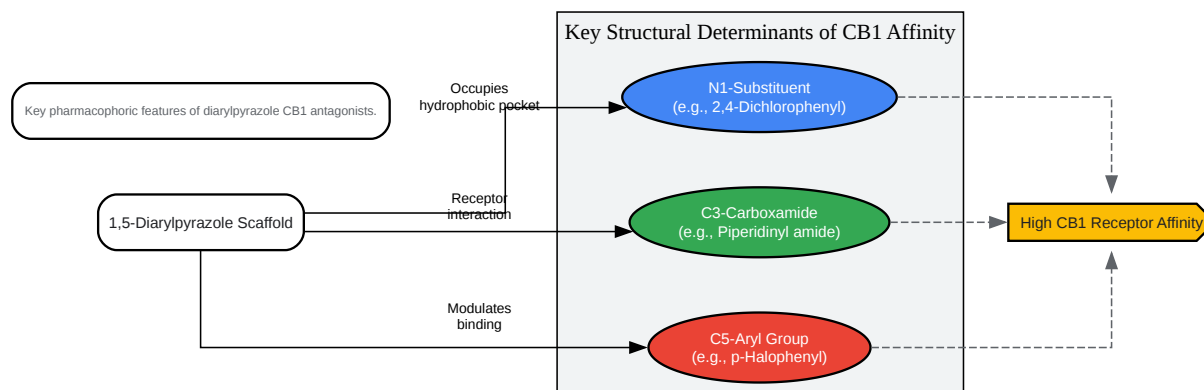 Key Structural Determinants of CB1 Affinity
Key pharmacophoric features of diarylpyrazole CB1 antagonists.
Occupies
hydrophobic pocket
N1-Substituent
(e.g., 2,4-Dichlorophenyl)
1,5-Diarylpyrazole Scaffold
Receptor
interaction
C3-Carboxamide
(e.g., Piperidinyl amide)
High CB1 Receptor Affinity
Modulates
binding
C5-Aryl Group
(e.g., p-Halophenyl)